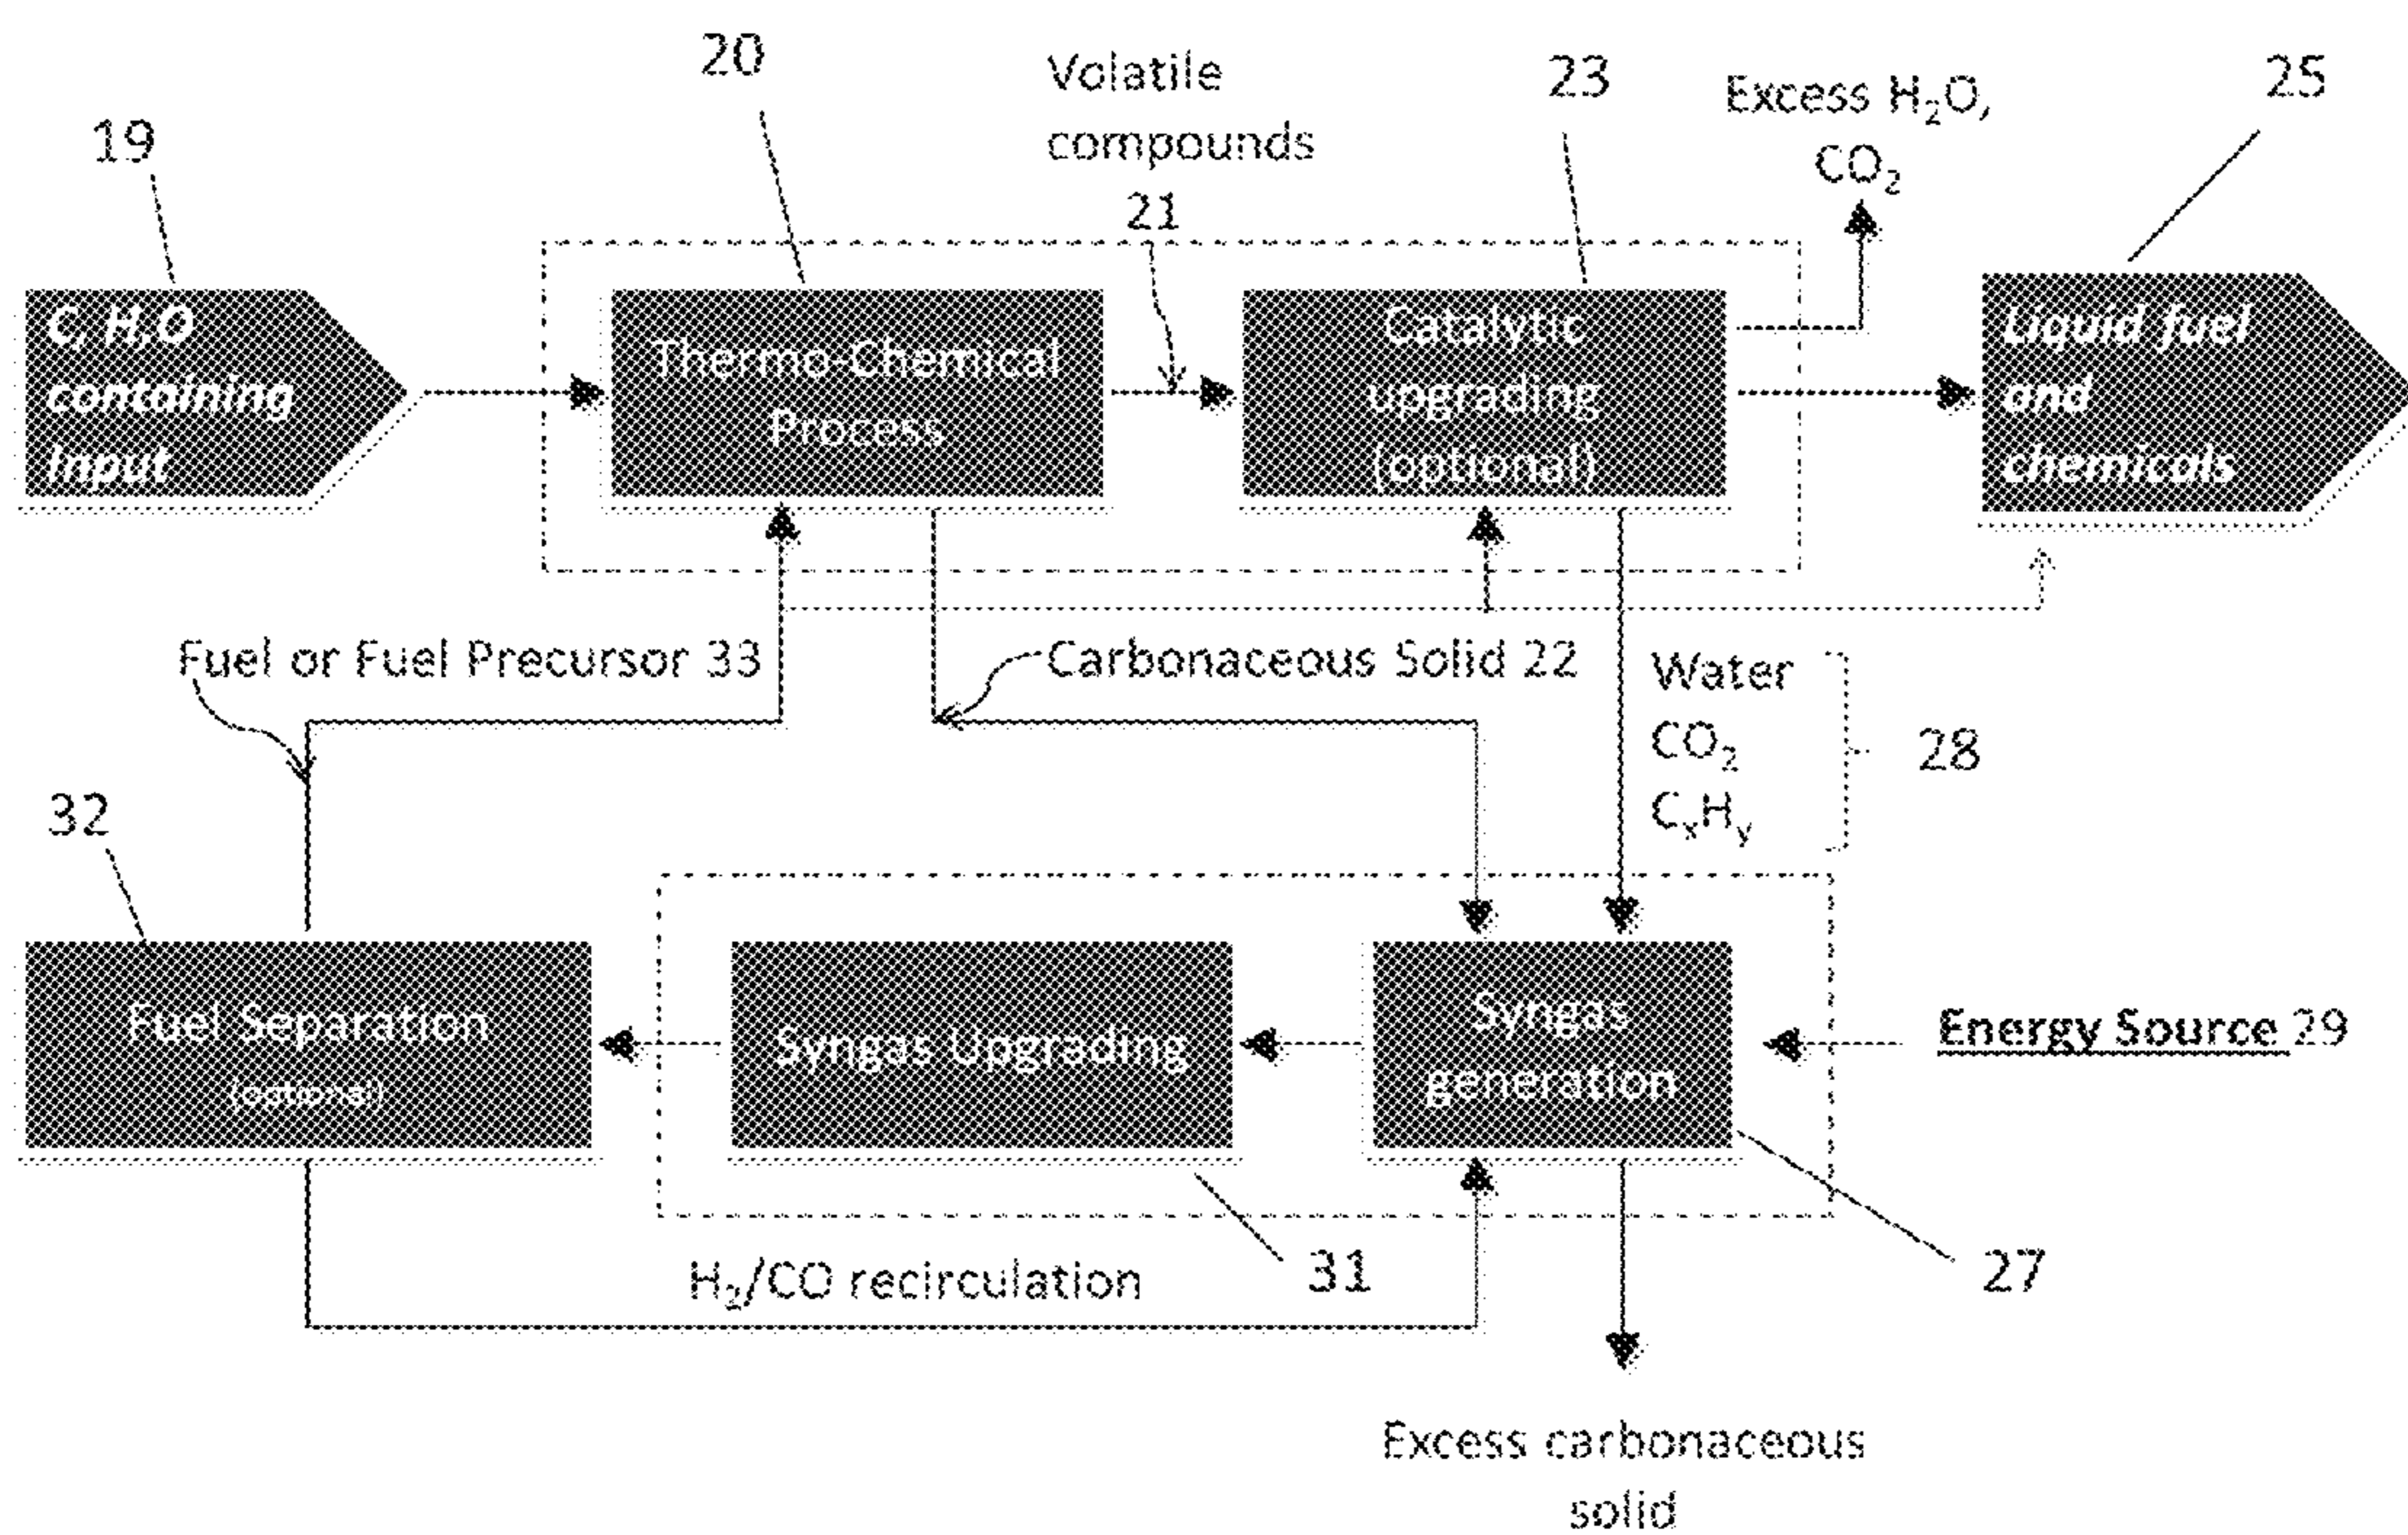 20
Volatile
compounds
21
23
Excess H₂O,
CO₂
25
19
C, H, O
containing
Input
Thermo-Chemical
Process
Catalytic
upgrading
(optional)
Liquid fuel
and
chemicals
Fuel or Fuel Precursor 33
Carbonaceous Solid 22
Water
CO₂
CₓHᵧ
28
32
Fuel Separation
(optional)
Syngas Upgrading
Syngas
generation
Energy Source 29
H₂/CO recirculation
31
27
Excess carbonaceous
solid